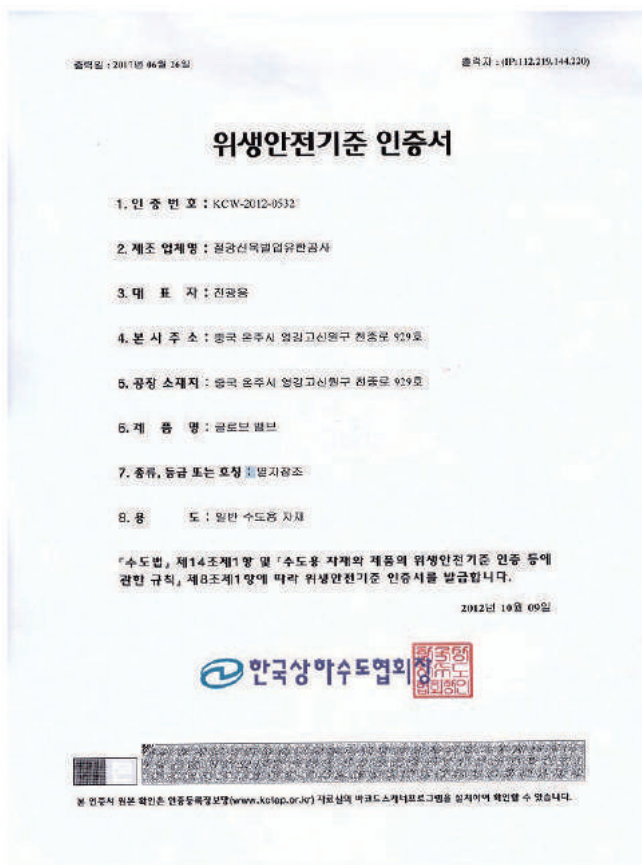 출력일 : 2017년 06월 26일
출력자 : (IP:112.219.144.220)
위생안전기준 인증서
1. 인 증 번 호 : KCW-2012-0532
2. 제조 업체명 : 절강신목벌업유한공사
3. 대 표 자 : 진광용
4. 본 사 주 소 : 중국 온주시 영강고신원구 천중로 929호
5. 공장 소재지 : 중국 온주시 영강고신원구 천중로 929호
6. 제 품 명 : 글로브 밸브
7. 종류, 등급 또는 호칭 : 별지참조
8. 용 도 : 일반 수도용 자재
「수도법」 제14조제1항 및 「수도용 자재와 제품의 위생안전기준 인증 등에
관한 규칙」 제8조제1항에 따라 위생안전기준 인증서를 발급합니다.
2012년 10월 09일
한국상하수도협회장
본 인증서 원본 확인은 인증등록정보망(www.kctap.or.kr) 자료실의 바코드스캐너프로그램을 설치하여 확인할 수 있습니다.